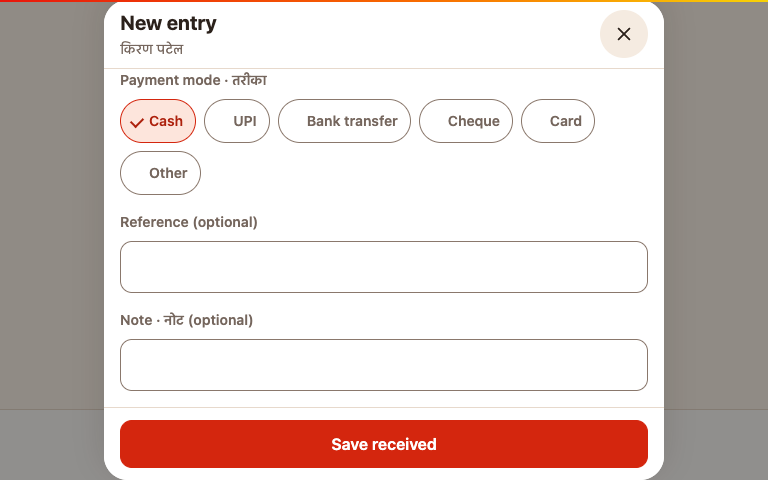 New entry
किरण पटेल
Payment mode · तरीका
Cash UPI Bank transfer Cheque Card
Other
Reference (optional)
Note · नोट (optional)
Save received